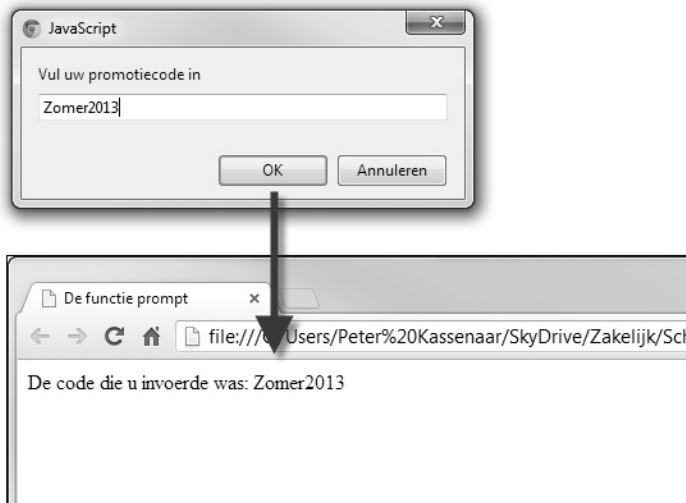 JavaScript
Vul uw promotiecode in
Zomer2013
OK
Annuleren
De functie prompt
file:///C:/Users/Peter%20Kassenaar/SkyDrive/Zakelijk/Sch
De code die u invoerde was: Zomer2013